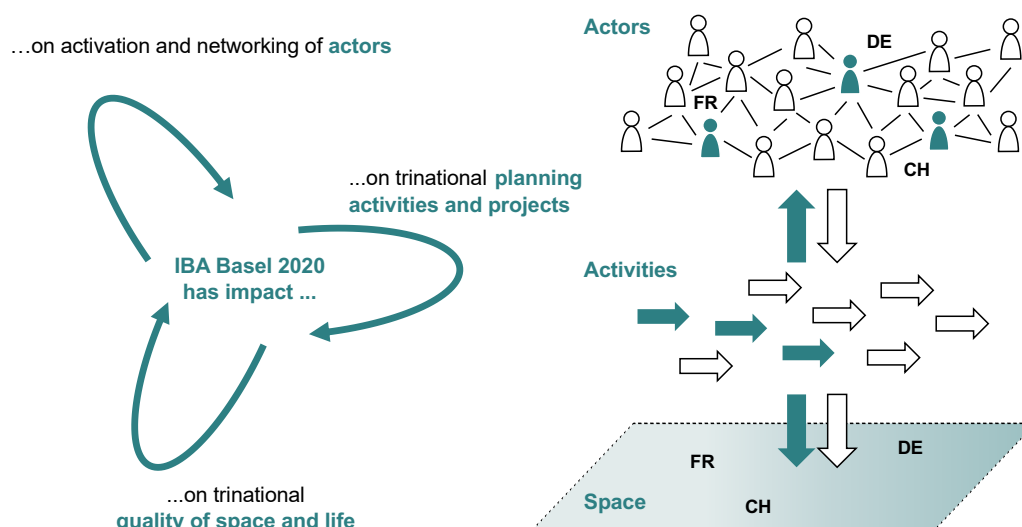 ...on activation and networking of actors
...on trinational planning
activities and projects
IBA Basel 2020
has impact ...
...on trinational
quality of space and life
Actors
DE
FR
CH
Activities
FR
DE
CH
Space